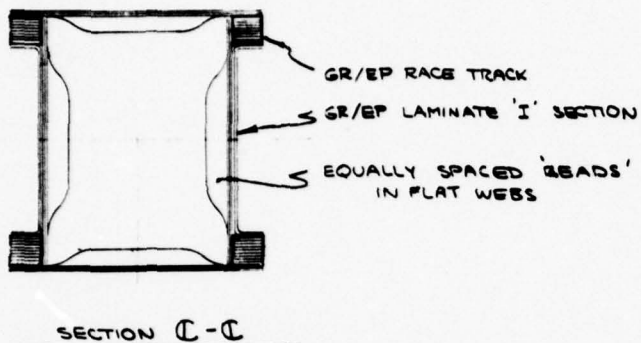 GR/EP RACE TRACK
GR/EP LAMINATE 'I' SECTION
EQUALLY SPACED 'BEADS'
IN FLAT WEBS
SECTION C-C